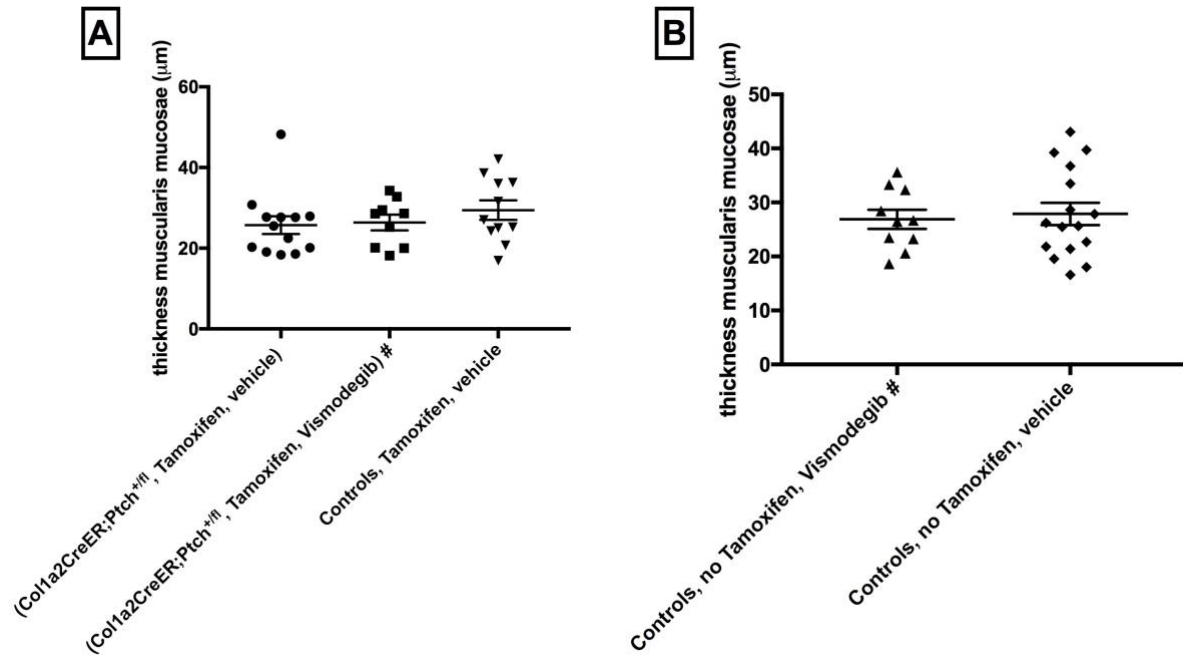 A
thickness muscularis mucosae (μm)
60
40
20
0
(Col1a2CreER;Ptch+/fl, Tamoxifen, vehicle)
(Col1a2CreER;Ptch+/fl, Tamoxifen, Vismodegib) #
Controls, Tamoxifen, vehicle
B
thickness muscularis mucosae (μm)
50
40
30
20
10
0
Controls, no Tamoxifen, Vismodegib #
Controls, no Tamoxifen, vehicle